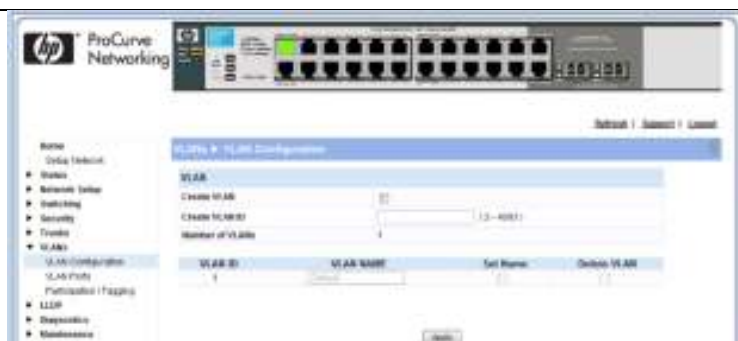 hp
ProCurve
Networking
Refresh | Support | Logout
Home
Setup Network
Status
Network Setup
Switching
Security
Trunks
VLANs
VLAN Configuration
VLAN Ports
Participation / Tagging
LLDP
Diagnostics
Maintenance
VLANs VLAN Configuration
VLAN
Create VLAN
Create VLAN ID
Number of VLANs 1
VLAN ID VLAN NAME Set Name Delete VLAN
1 Default
Apply